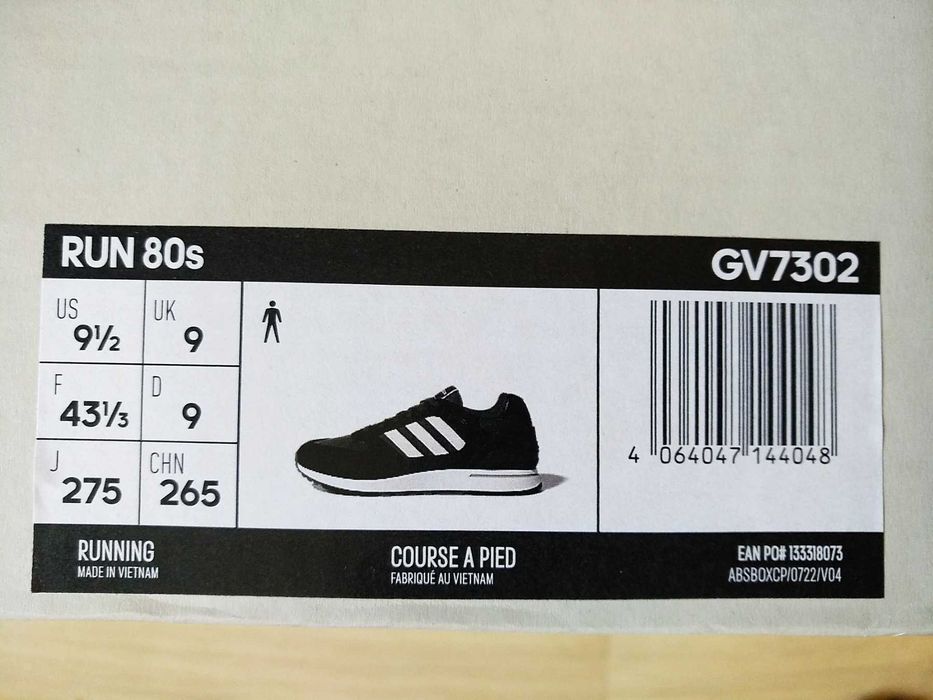 RUN 80s
GV7302
US
9½
UK
9
F
43⅓
D
9
J
275
CHN
265
4 064047 144048
RUNNING
MADE IN VIETNAM
COURSE A PIED
FABRIQUÉ AU VIETNAM
EAN PO# 133318073
ABSBOXCP/0722/V04